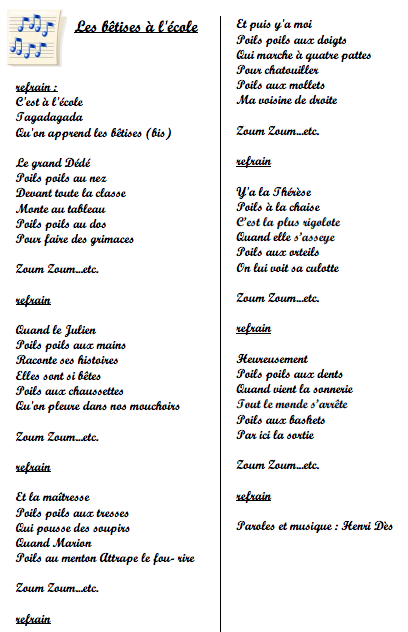 Les bêtises à l'école
refrain :
C'est à l'école
Tagadagada
Qu'on apprend les bêtises (bis)
Le grand Dédé
Poils poils au nez
Devant toute la classe
Monte au tableau
Poils poils au dos
Pour faire des grimaces
Zoum Zoum...etc.
refrain
Quand le Julien
Poils poils aux mains
Raconte ses histoires
Elles sont si bêtes
Poils aux chaussettes
Qu'on pleure dans nos mouchoirs
Zoum Zoum...etc.
refrain
Et la maîtresse
Poils poils aux tresses
Qui pousse des soupirs
Quand Marion
Poils au menton Attrape le fou- rire
Zoum Zoum...etc.
refrain
Et puis y'a moi
Poils poils aux doigts
Qui marche à quatre pattes
Pour chatouiller
Poils aux mollets
Ma voisine de droite
Zoum Zoum...etc.
refrain
Y'a la Thérèse
Poils à la chaise
C'est la plus rigolote
Quand elle s'asseye
Poils aux orteils
On lui voit sa culotte
Zoum Zoum...etc.
refrain
Heureusement
Poils poils aux dents
Quand vient la sonnerie
Tout le monde s'arrête
Poils aux baskets
Par ici la sortie
Zoum Zoum...etc.
refrain
Paroles et musique : Henri Dès